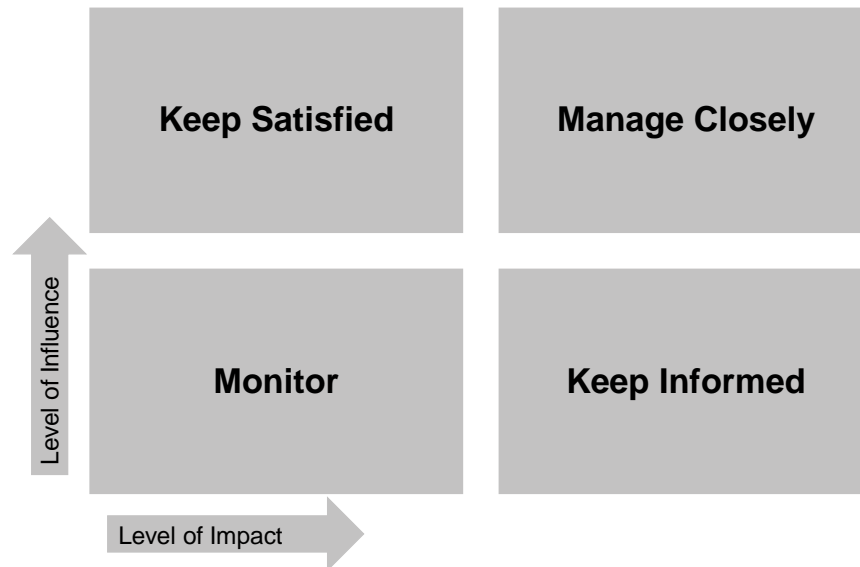 Keep Satisfied
Manage Closely
Level of Influence
Monitor
Keep Informed
Level of Impact